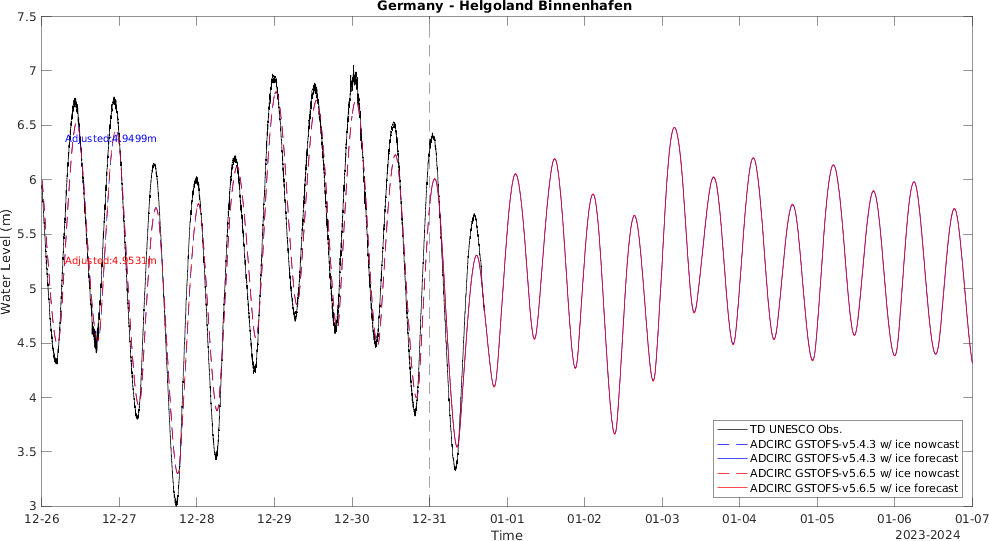 Germany - Helgoland Binnenhafen
7.5
7
6.5
6
5.5
5
4.5
4
3.5
3
Water Level (m)
Adjusted:4.9499m
Adjusted:4.9531m
TD UNESCO Obs.
ADCIRC GSTOFS-v5.4.3 w/ ice nowcast
ADCIRC GSTOFS-v5.4.3 w/ ice forecast
ADCIRC GSTOFS-v5.6.5 w/ ice nowcast
ADCIRC GSTOFS-v5.6.5 w/ ice forecast
12-26 12-27 12-28 12-29 12-30 12-31 01-01 01-02 01-03 01-04 01-05 01-06 01-07
Time
2023-2024